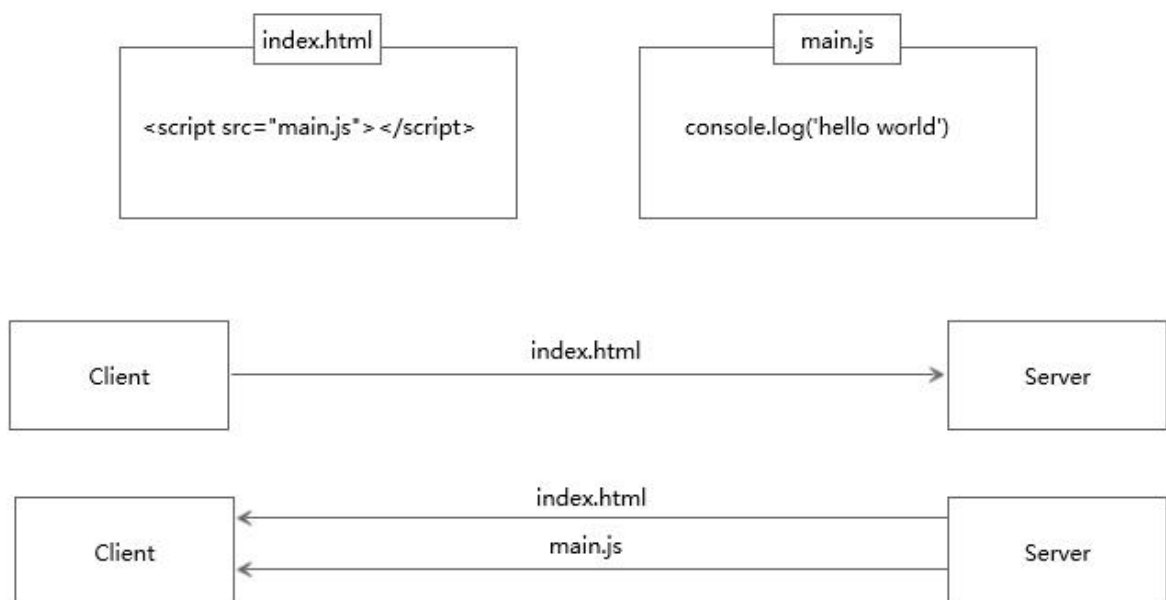 index.html
<script src="main.js"></script>
main.js
console.log('hello world')
Client
index.html
Server
Client
index.html
main.js
Server